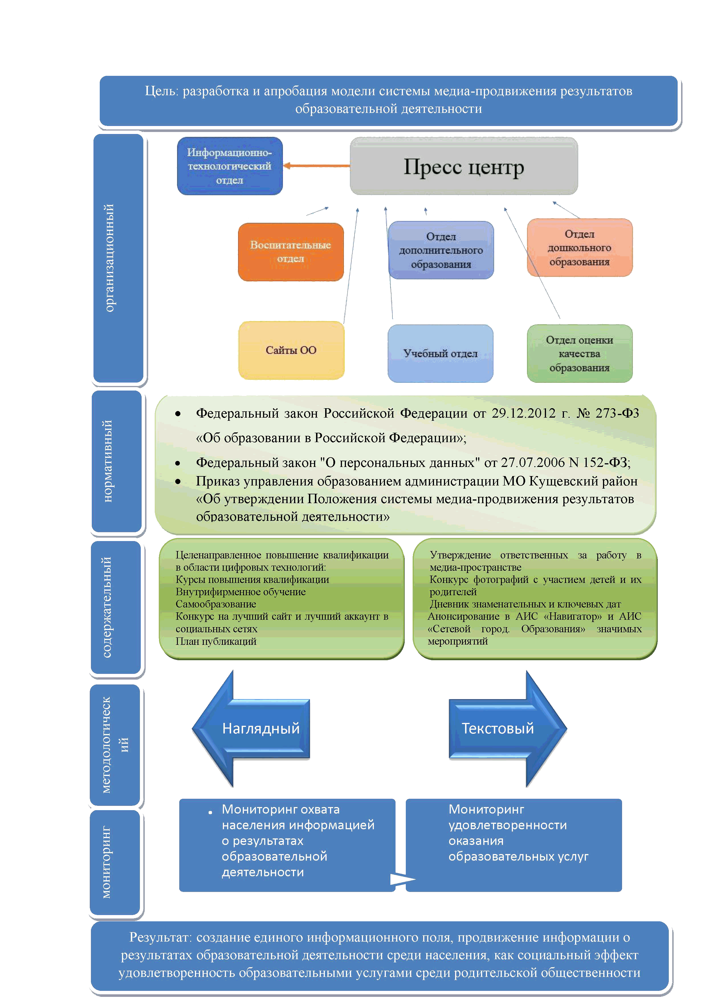 Цель: разработка и апробация модели системы медиа-продвижения результатов
образовательной деятельности
организационный
Информационно-
технологический
отдел
Пресс центр
Воспитательные
отдел
Отдел
дополнительного
образования
Отдел
дошкольного
образования
Сайты ОО
Учебный отдел
Отдел оценки
качества
образования
нормативный
• Федеральный закон Российской Федерации от 29.12.2012 г. № 273-ФЗ
«Об образовании в Российской Федерации»;
• Федеральный закон "О персональных данных" от 27.07.2006 N 152-ФЗ;
• Приказ управления образованием администрации МО Кущевский район
«Об утверждении Положения системы медиа-продвижения результатов
образовательной деятельности»
содержательный
Целенаправленное повышение квалификации
в области цифровых технологий:
Курсы повышения квалификации
Внутрифирменное обучение
Самообразование
Конкурс на лучший сайт и лучший аккаунт в
социальных сетях
План публикаций
Утверждение ответственных за работу в
медиа-пространстве
Конкурс фотографий с участием детей и их
родителей
Дневник знаменательных и ключевых дат
Анонсирование в АИС «Навигатор» и АИС
«Сетевой город. Образования» значимых
мероприятий
методологическ
ий
Наглядный
Текстовый
мониторинг
• Мониторинг охвата
населения информацией
о результатах
образовательной
деятельности
Мониторинг
удовлетворенности
оказания
образовательных услуг
Результат: создание единого информационного поля, продвижение информации о
результатах образовательной деятельности среди населения, как социальный эффект
удовлетворенность образовательными услугами среди родительской общественности